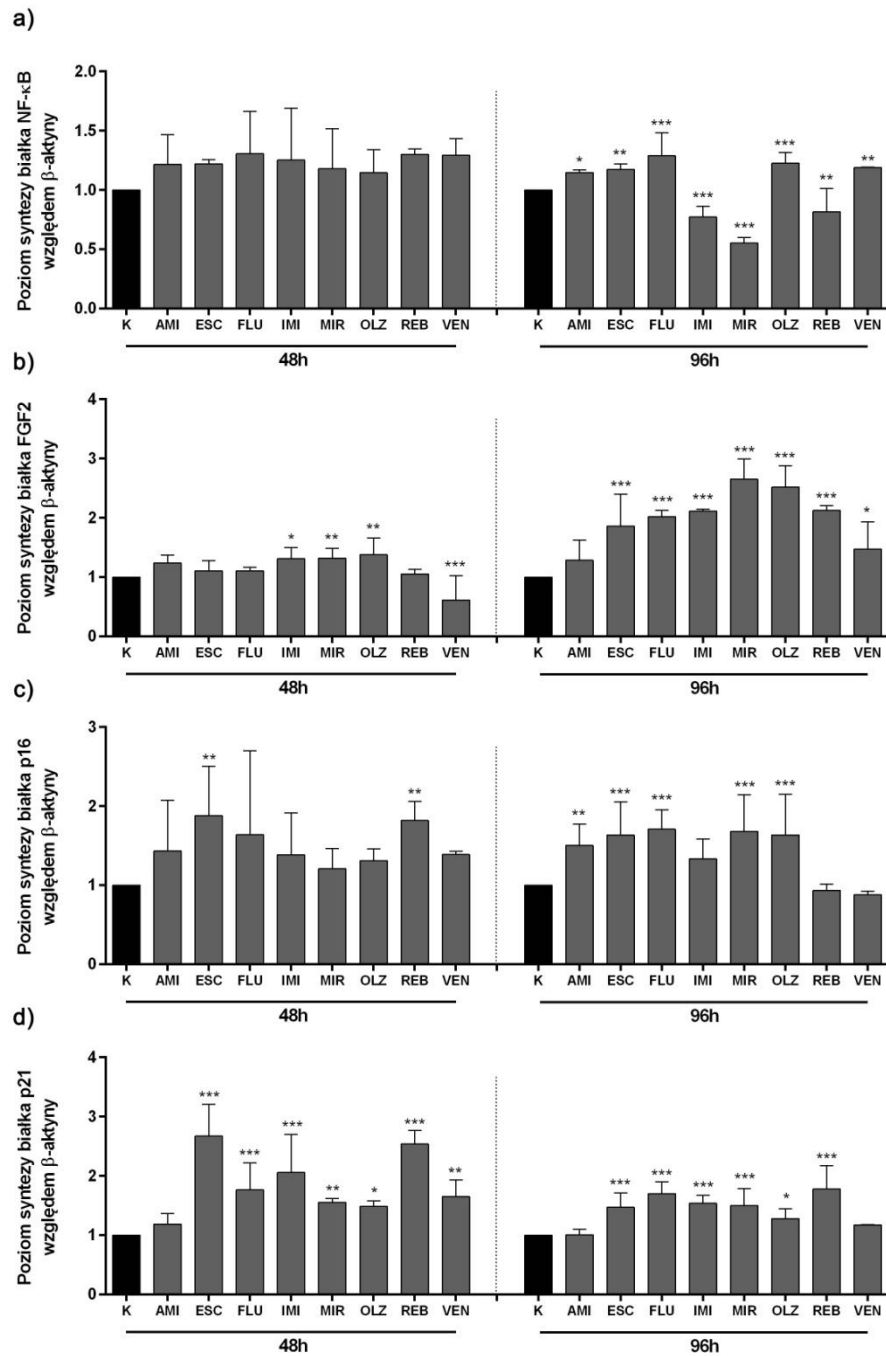 a)
Poziom syntezy białka NF-κB
względem β-aktyny
2.0
1.5
1.0
0.5
0.0
* ** *** *** *** *** ** **
K AMI ESC FLU IMI MIR OLZ REB VEN K AMI ESC FLU IMI MIR OLZ REB VEN
48h 96h
b)
Poziom syntezy białka FGF2
względem β-aktyny
4
3
2
1
0
* ** ** *** *** *** *** *** *** *** *
K AMI ESC FLU IMI MIR OLZ REB VEN K AMI ESC FLU IMI MIR OLZ REB VEN
48h 96h
c)
Poziom syntezy białka p16
względem β-aktyny
3
2
1
0
** ** ** *** *** *** ***
K AMI ESC FLU IMI MIR OLZ REB VEN K AMI ESC FLU IMI MIR OLZ REB VEN
48h 96h
d)
Poziom syntezy białka p21
względem β-aktyny
4
3
2
1
0
*** *** *** ** * *** ** *** *** *** *** * ***
K AMI ESC FLU IMI MIR OLZ REB VEN K AMI ESC FLU IMI MIR OLZ REB VEN
48h 96h